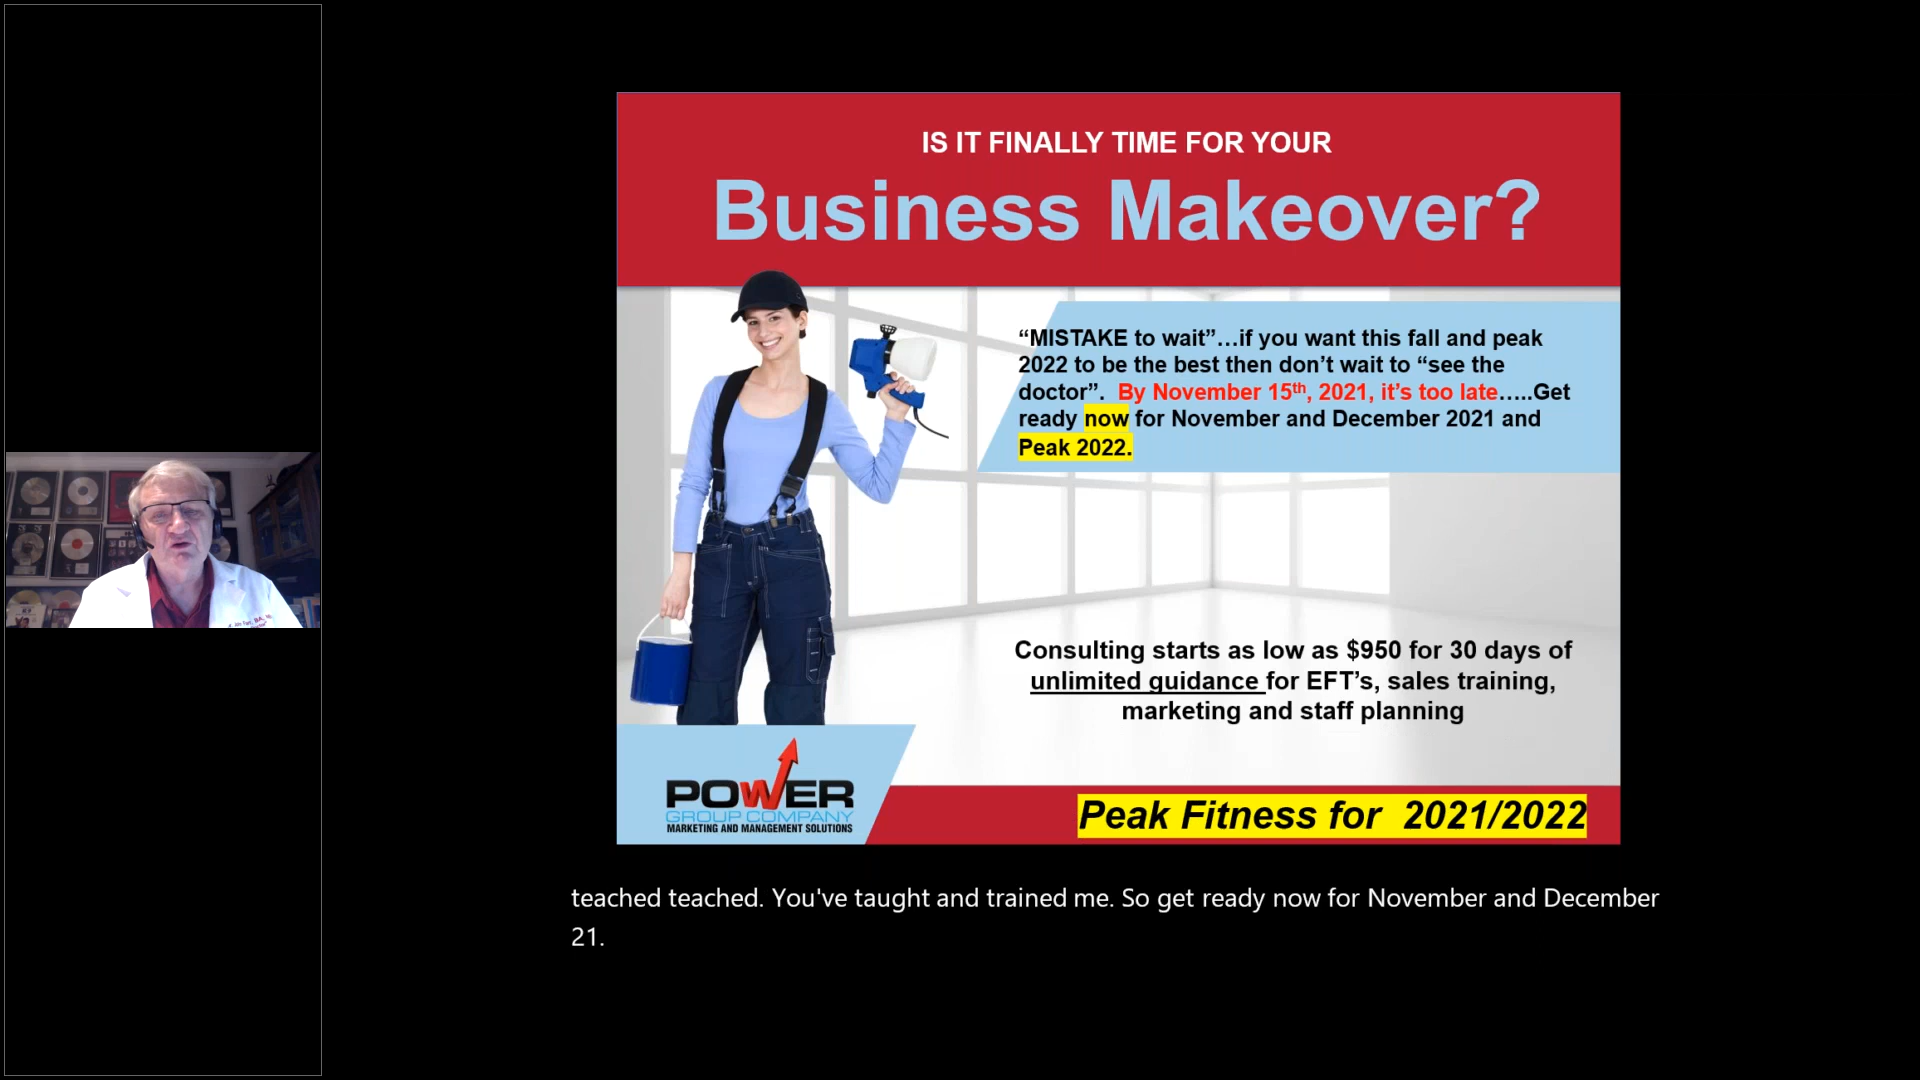 IS IT FINALLY TIME FOR YOUR
Business Makeover?
“MISTAKE to wait”…if you want this fall and peak
2022 to be the best then don’t wait to “see the
doctor”. By November 15th, 2021, it’s too late…..Get
ready now for November and December 2021 and
Peak 2022.
Consulting starts as low as $950 for 30 days of
unlimited guidance for EFT’s, sales training,
marketing and staff planning
POWER
GROUP COMPANY
MARKETING AND MANAGEMENT SOLUTIONS
Peak Fitness for 2021/2022
teached teached. You've taught and trained me. So get ready now for November and December
21.